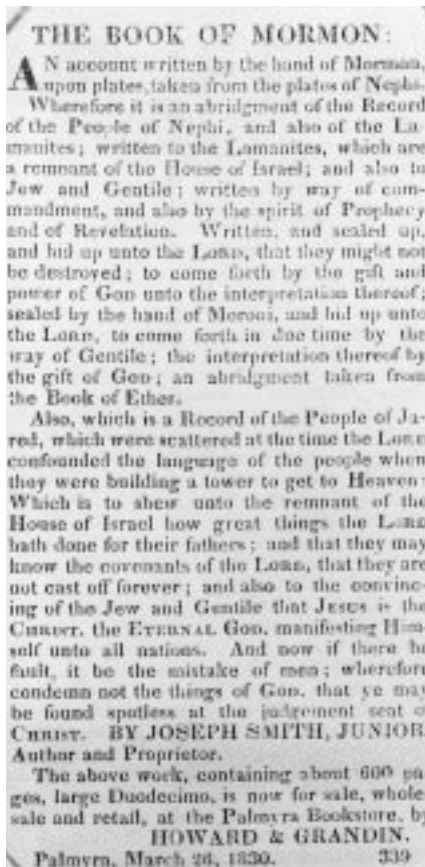 THE BOOK OF MORMON:
AN account written by the hand of Mormon,
upon plates, taken from the plates of Nephi.
Wherefore it is an abridgment of the Record
of the People of Nephi, and also of the La-
manites; written to the Lamanites, which are
a remnant of the House of Israel; and also to
Jew and Gentile; written by way of com-
mandment, and also by the spirit of Prophecy
and of Revelation. Written, and sealed up,
and hid up unto the LORD, that they might not
be destroyed; to come forth by the gift and
power of GOD unto the interpretation thereof;
sealed by the hand of Moroni, and hid up unto
the LORD, to come forth in due time by the
way of Gentile; the interpretation thereof by
the gift of GOD; an abridgment taken from
the Book of Ether.
Also, which is a Record of the People of Ja-
red, which were scattered at the time the LORD
confounded the language of the people when
they were building a tower to get to Heaven:
Which is to shew unto the remnant of the
House of Israel how great things the LORD
hath done for their fathers; and that they may
know the covenants of the LORD, that they are
not cast off forever; and also to the convinc-
ing of the Jew and Gentile that JESUS is the
CHRIST, the ETERNAL GOD, manifesting Him-
self unto all nations. And now if there be
fault, it be the mistake of men; wherefore
condemn not the things of GOD, that ye may
be found spotless at the judgement seat of
CHRIST. BY JOSEPH SMITH, JUNIOR,
Author and Proprietor.
The above work, containing about 600 pa-
ges, large Duodecimo, is now for sale, whole-
sale and retail, at the Palmyra Bookstore, by
HOWARD & GRANDIN.
Palmyra, March 26, 1830. 339